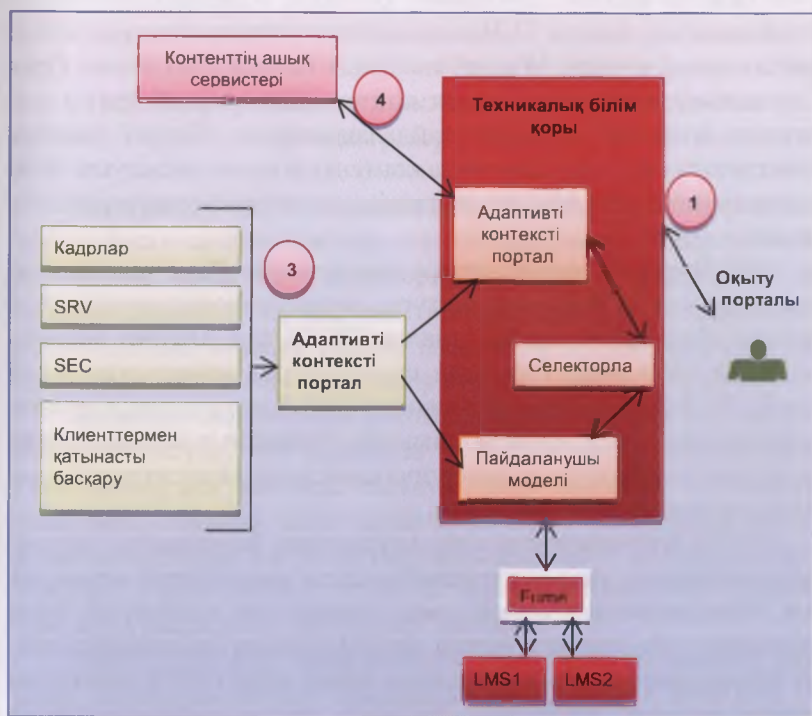 Контенттің ашық
сервистері
4
Техникалық білім
қоры
1
Адаптивті
контексті
портал
Оқыту
порталы
Кадрлар
3
SRV
SEC
Адаптивті
контексті
портал
Селекторла
Клиенттермен
қатынасты
басқару
Пайдаланушы
моделі
LMS1
LMS2